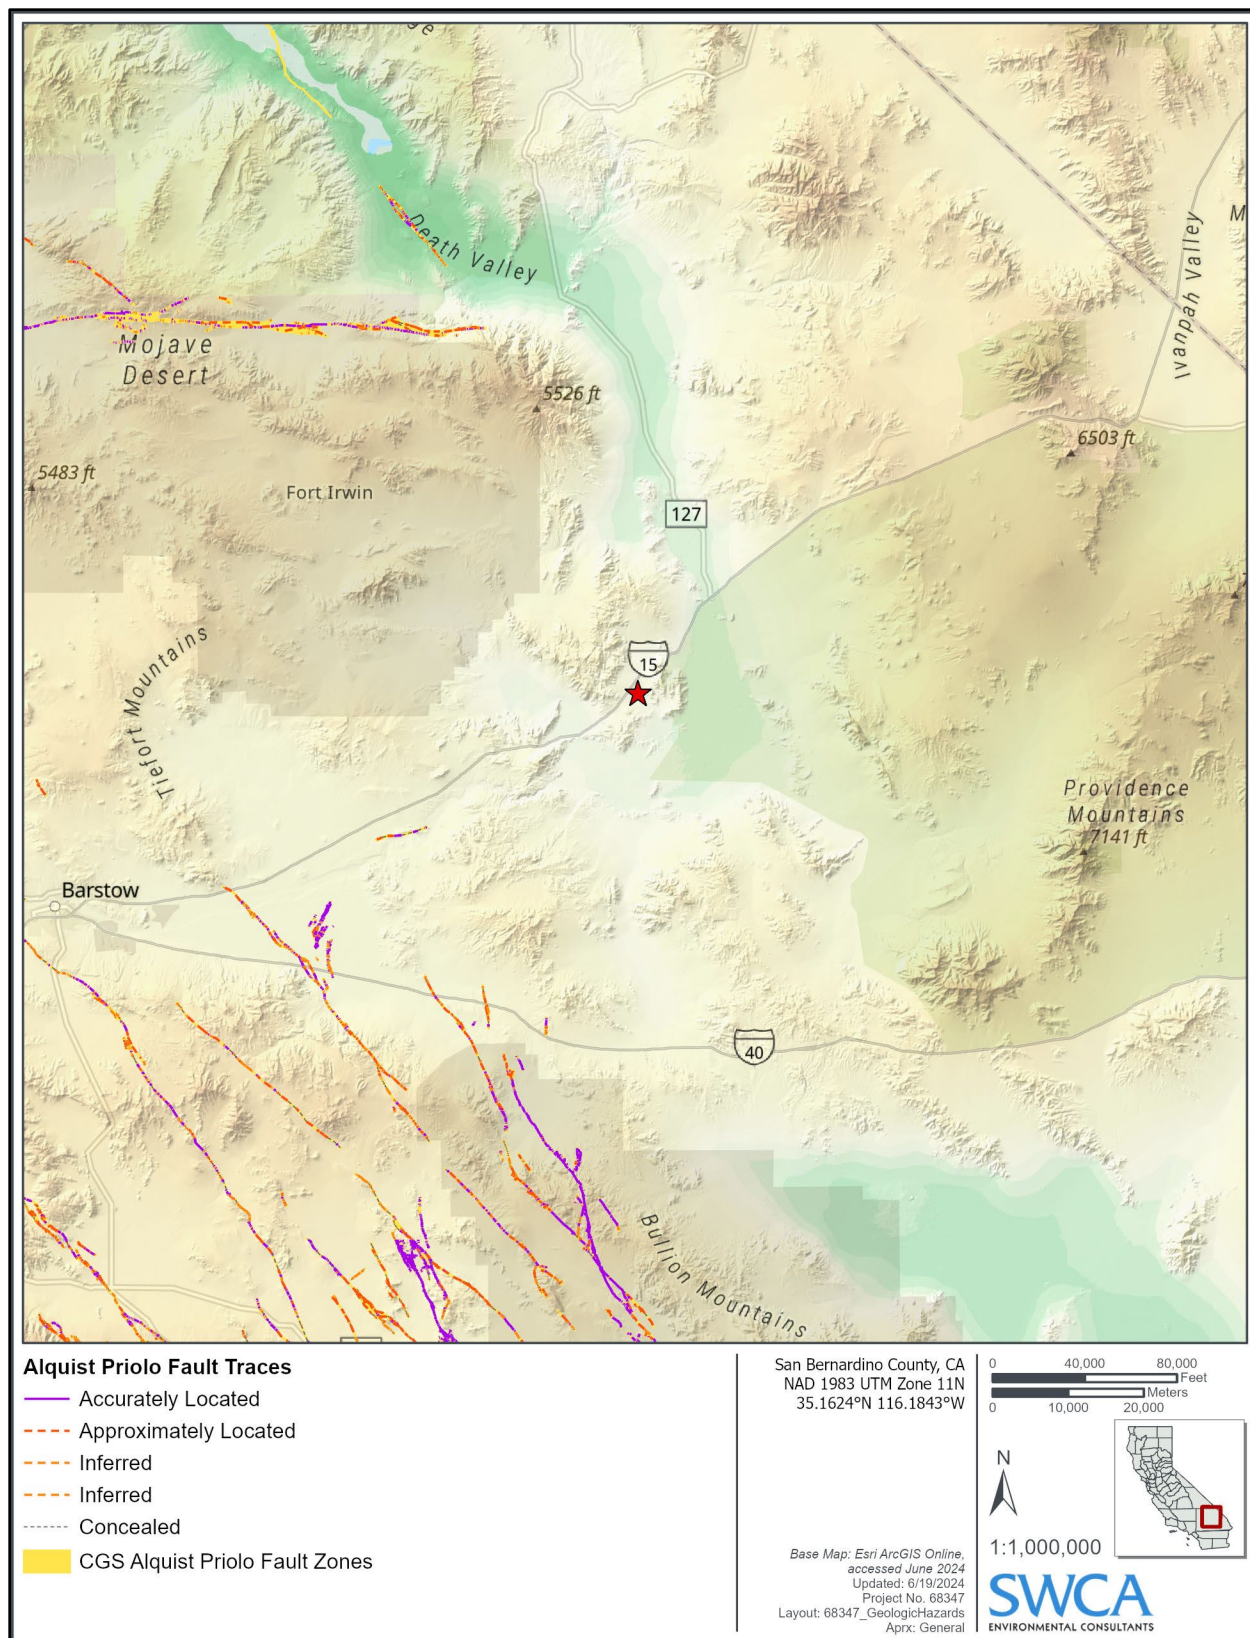 ge
Death Valley
Ivanpah Valley
M
Mojave
Desert
5526 ft
6503 ft
5483 ft
Fort Irwin
127
Tiefort Mountains
15
Providence
Mountains
7141 ft
Barstow
40
Bullion Mountains
Alquist Priolo Fault Traces
Accurately Located
Approximately Located
Inferred
Inferred
Concealed
CGS Alquist Priolo Fault Zones
San Bernardino County, CA
NAD 1983 UTM Zone 11N
35.1624°N 116.1843°W
Base Map: Esri ArcGIS Online,
accessed June 2024
Updated: 6/19/2024
Project No. 68347
Layout: 68347_GeologicHazards
Aprx: General
0 40,000 80,000
Feet
Meters
0 10,000 20,000
N
1:1,000,000
SWCA
ENVIRONMENTAL CONSULTANTS